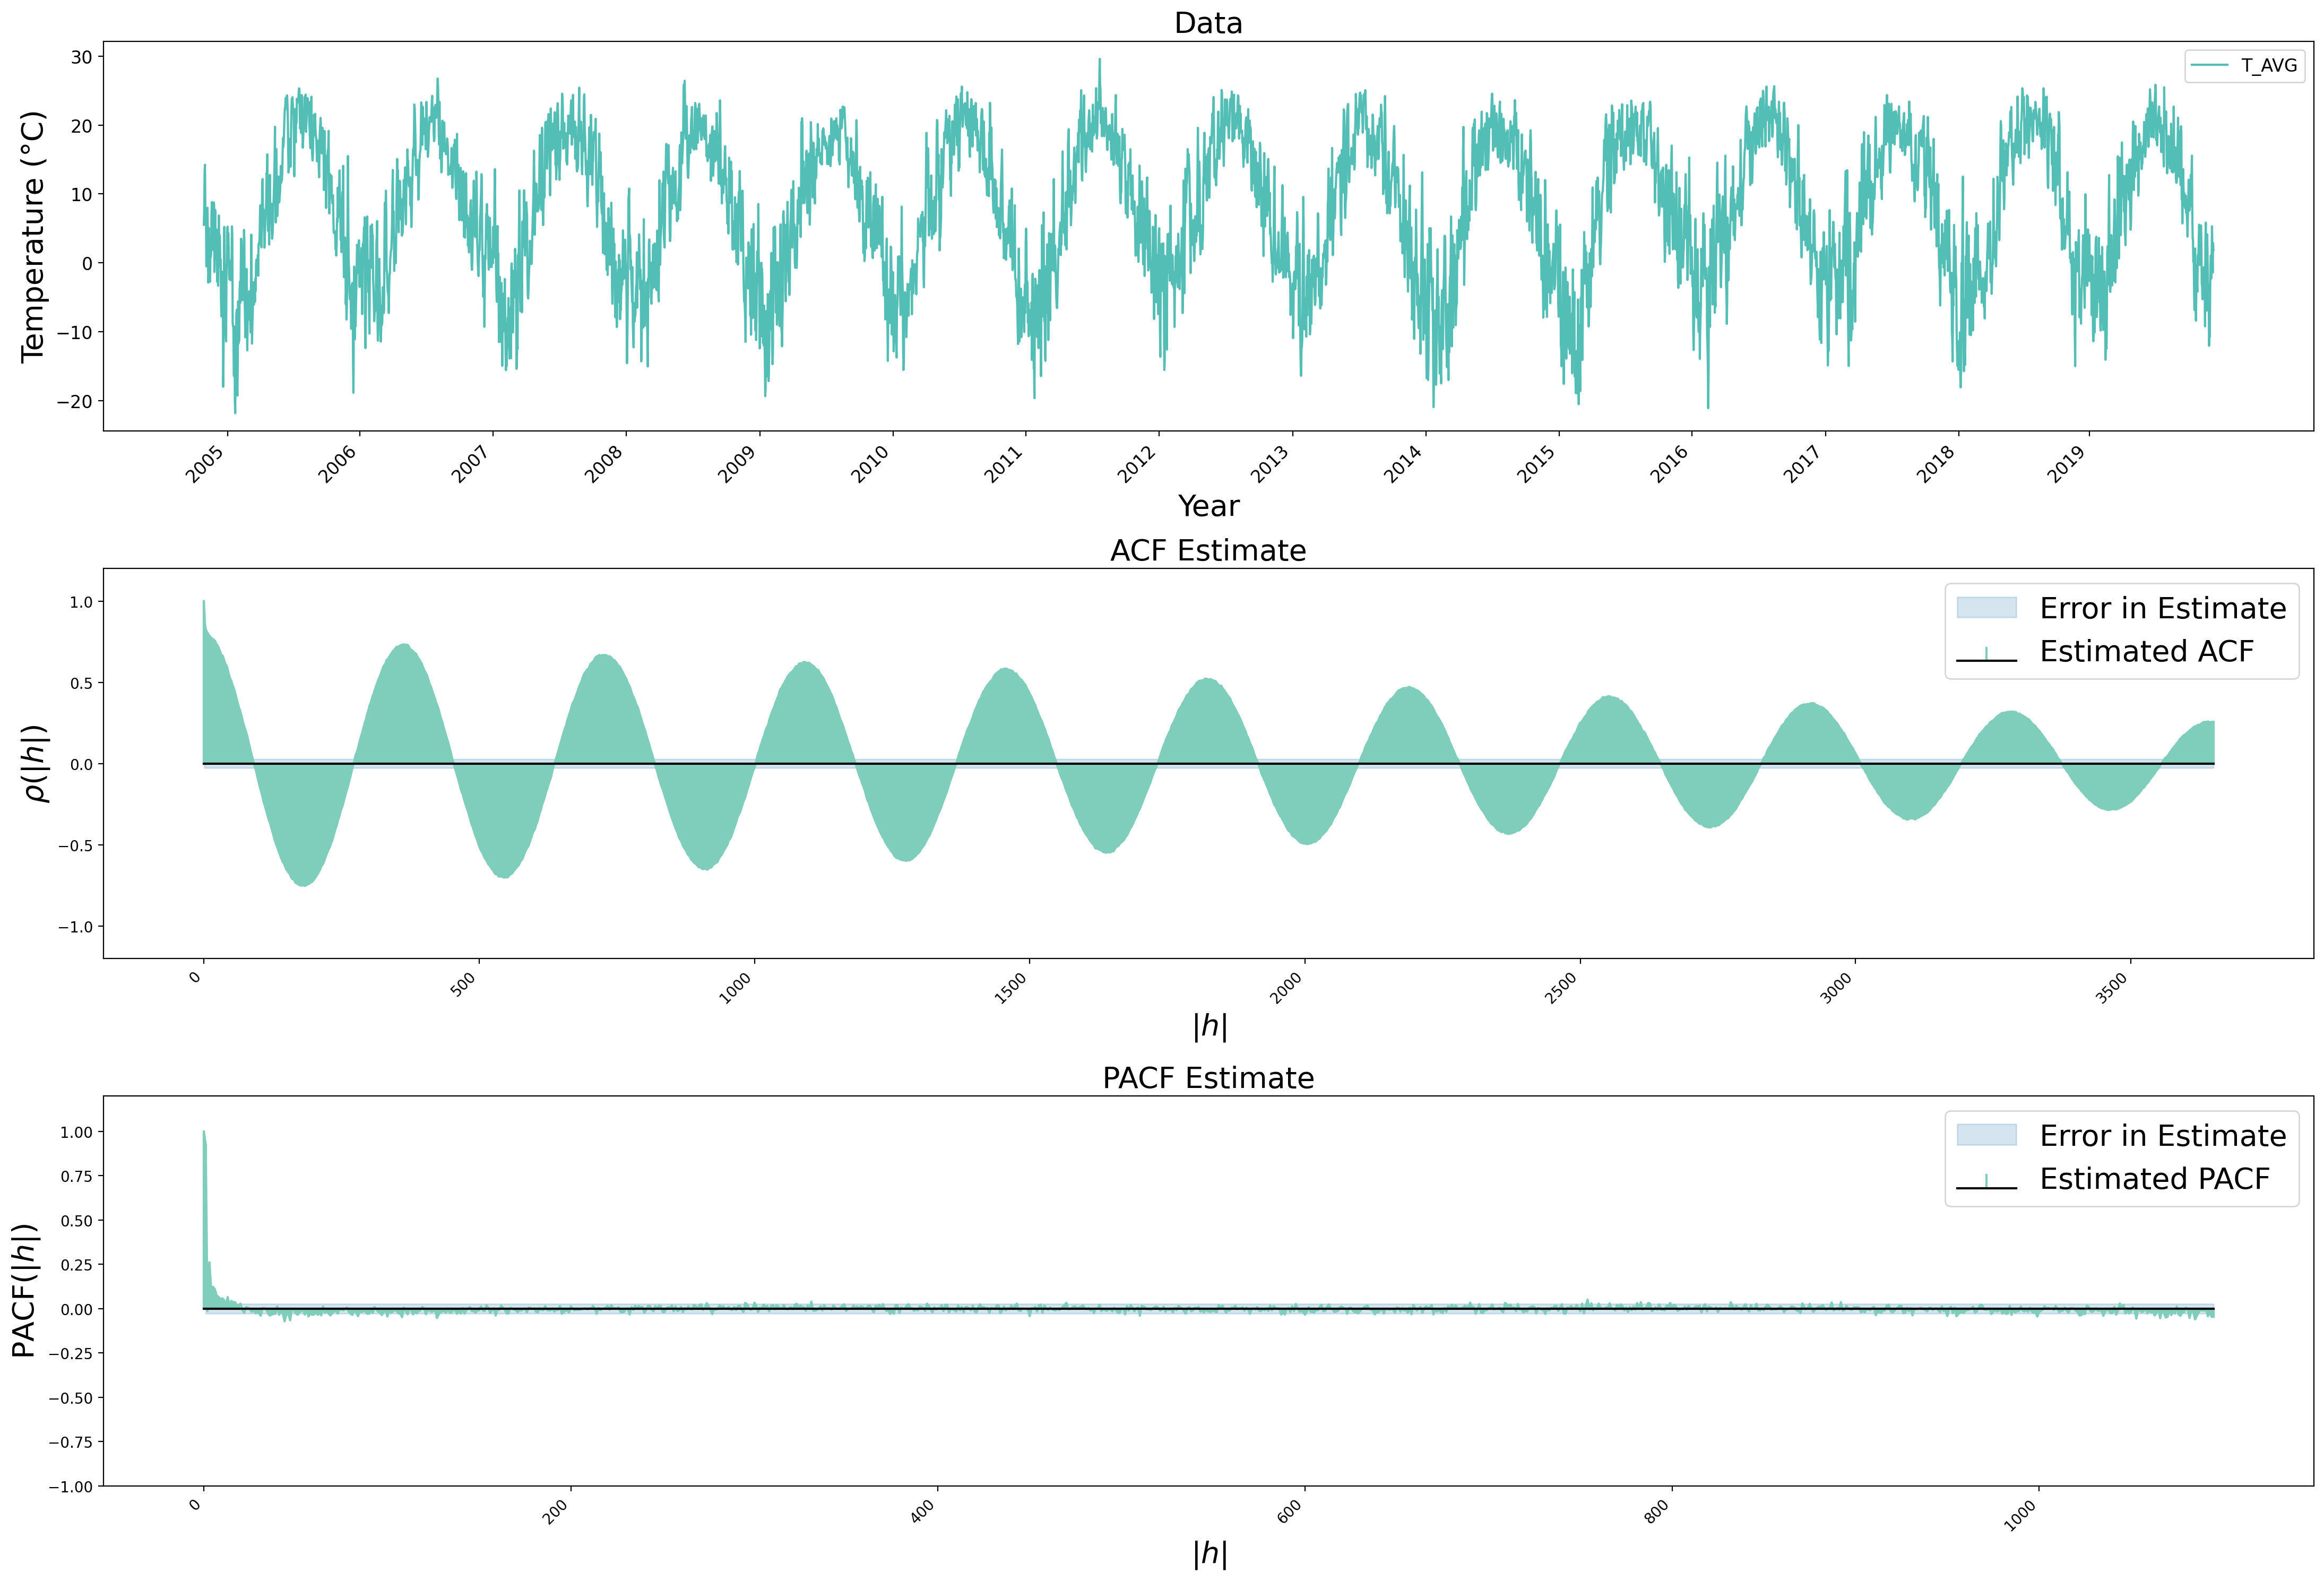 Data
Temperature (°C)
30
20
10
0
−10
−20
T_AVG
2005 2006 2007 2008 2009 2010 2011 2012 2013 2014 2015 2016 2017 2018 2019
Year
ACF Estimate
ρ(|h|)
1.0
0.5
0.0
−0.5
−1.0
Error in Estimate
Estimated ACF
0 500 1000 1500 2000 2500 3000 3500
|h|
PACF Estimate
PACF(|h|)
1.00
0.75
0.50
0.25
0.00
−0.25
−0.50
−0.75
−1.00
Error in Estimate
Estimated PACF
0 200 400 600 800 1000
|h|